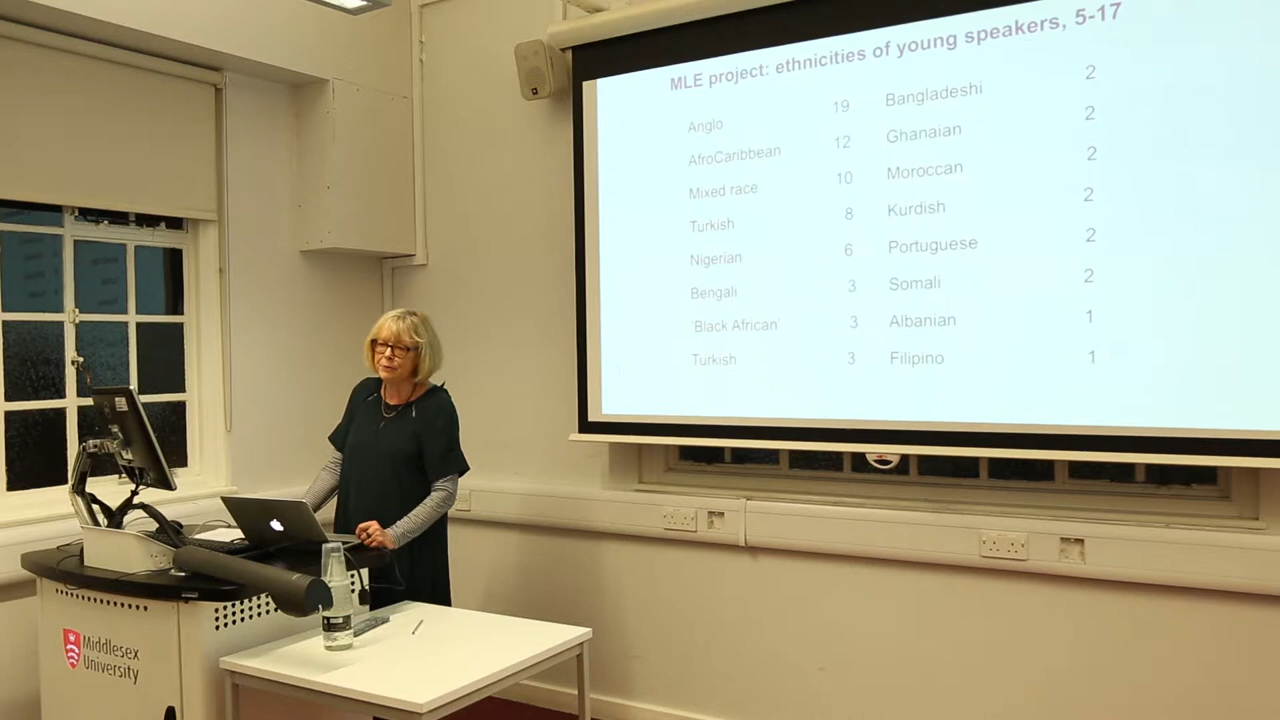 MLE project: ethnicities of young speakers, 5-17
Anglo 19 Bangladeshi 2
AfroCaribbean 12 Ghanaian 2
Mixed race 10 Moroccan 2
Turkish 8 Kurdish 2
Nigerian 6 Portuguese 2
Bengali 3 Somali 2
'Black African' 3 Albanian 1
Turkish 3 Filipino 1
Middlesex
University